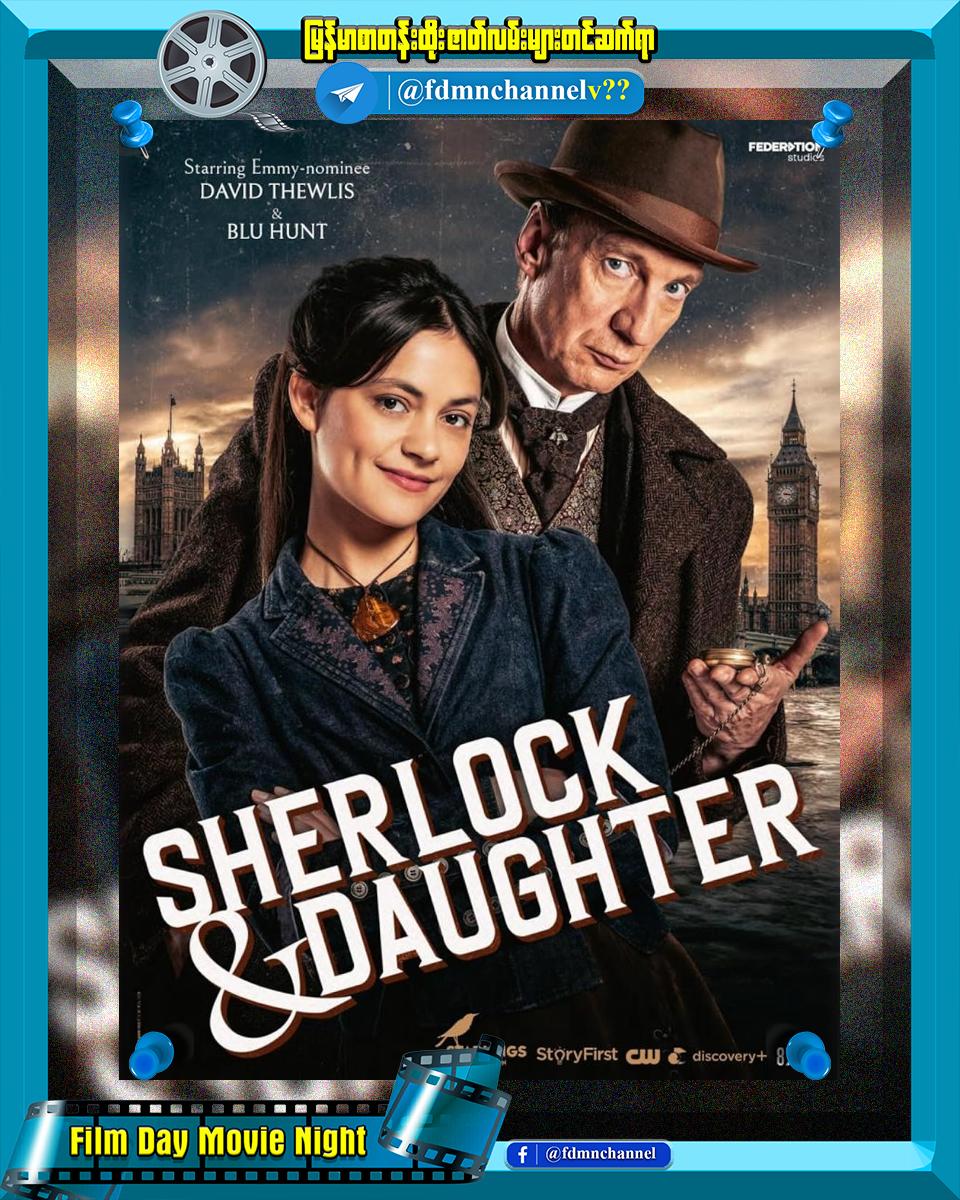 မြန်မာစာတန်းထိုးဇာတ်လမ်းများတင်ဆက်ရာ
@fdmnchannelv??
FEDERATION
studios
Starring Emmy-nominee
DAVID THEWLIS
&
BLU HUNT
SHERLOCK
& DAUGHTER
StoryFirst CW discovery+
Film Day Movie Night
@fdmnchannel